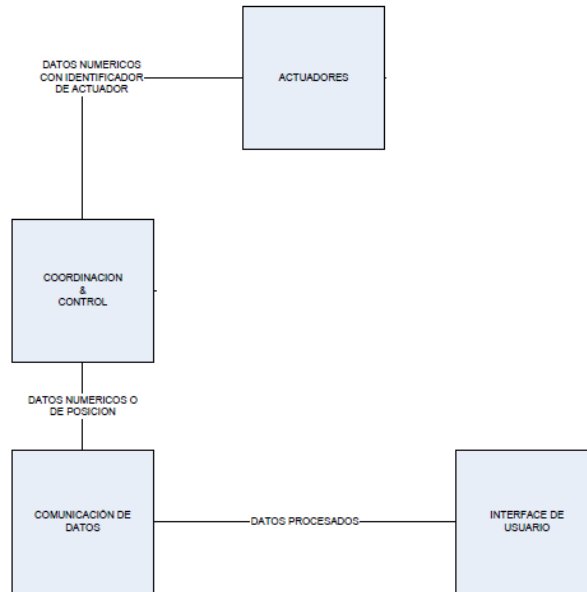 DATOS NUMERICOS
CON IDENTIFICADOR
DE ACTUADOR
ACTUADORES
COORDINACION
&
CONTROL
DATOS NUMERICOS O
DE POSICION
COMUNICACIÓN DE
DATOS
DATOS PROCESADOS
INTERFACE DE
USUARIO